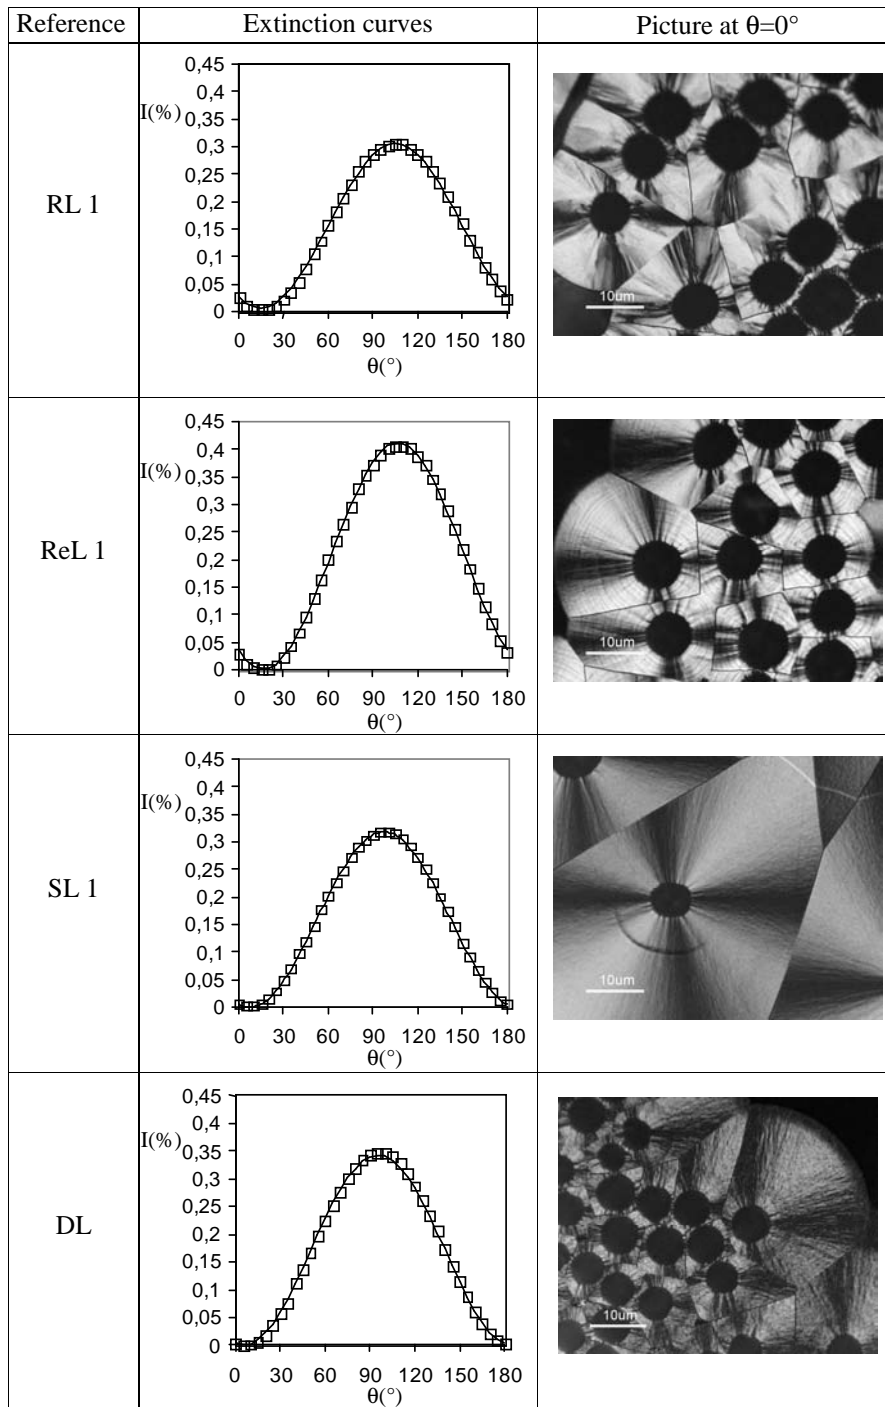 Reference Extinction curves Picture at θ=0°
RL 1
I(%)
0,45
0,4
0,35
0,3
0,25
0,2
0,15
0,1
0,05
0
0 30 60 90 120 150 180
θ(°)
10um
ReL 1
I(%)
0,45
0,4
0,35
0,3
0,25
0,2
0,15
0,1
0,05
0
0 30 60 90 120 150 180
θ(°)
10um
SL 1
I(%)
0,45
0,4
0,35
0,3
0,25
0,2
0,15
0,1
0,05
0
0 30 60 90 120 150 180
θ(°)
10um
DL
I(%)
0,45
0,4
0,35
0,3
0,25
0,2
0,15
0,1
0,05
0
0 30 60 90 120 150 180
θ(°)
10um